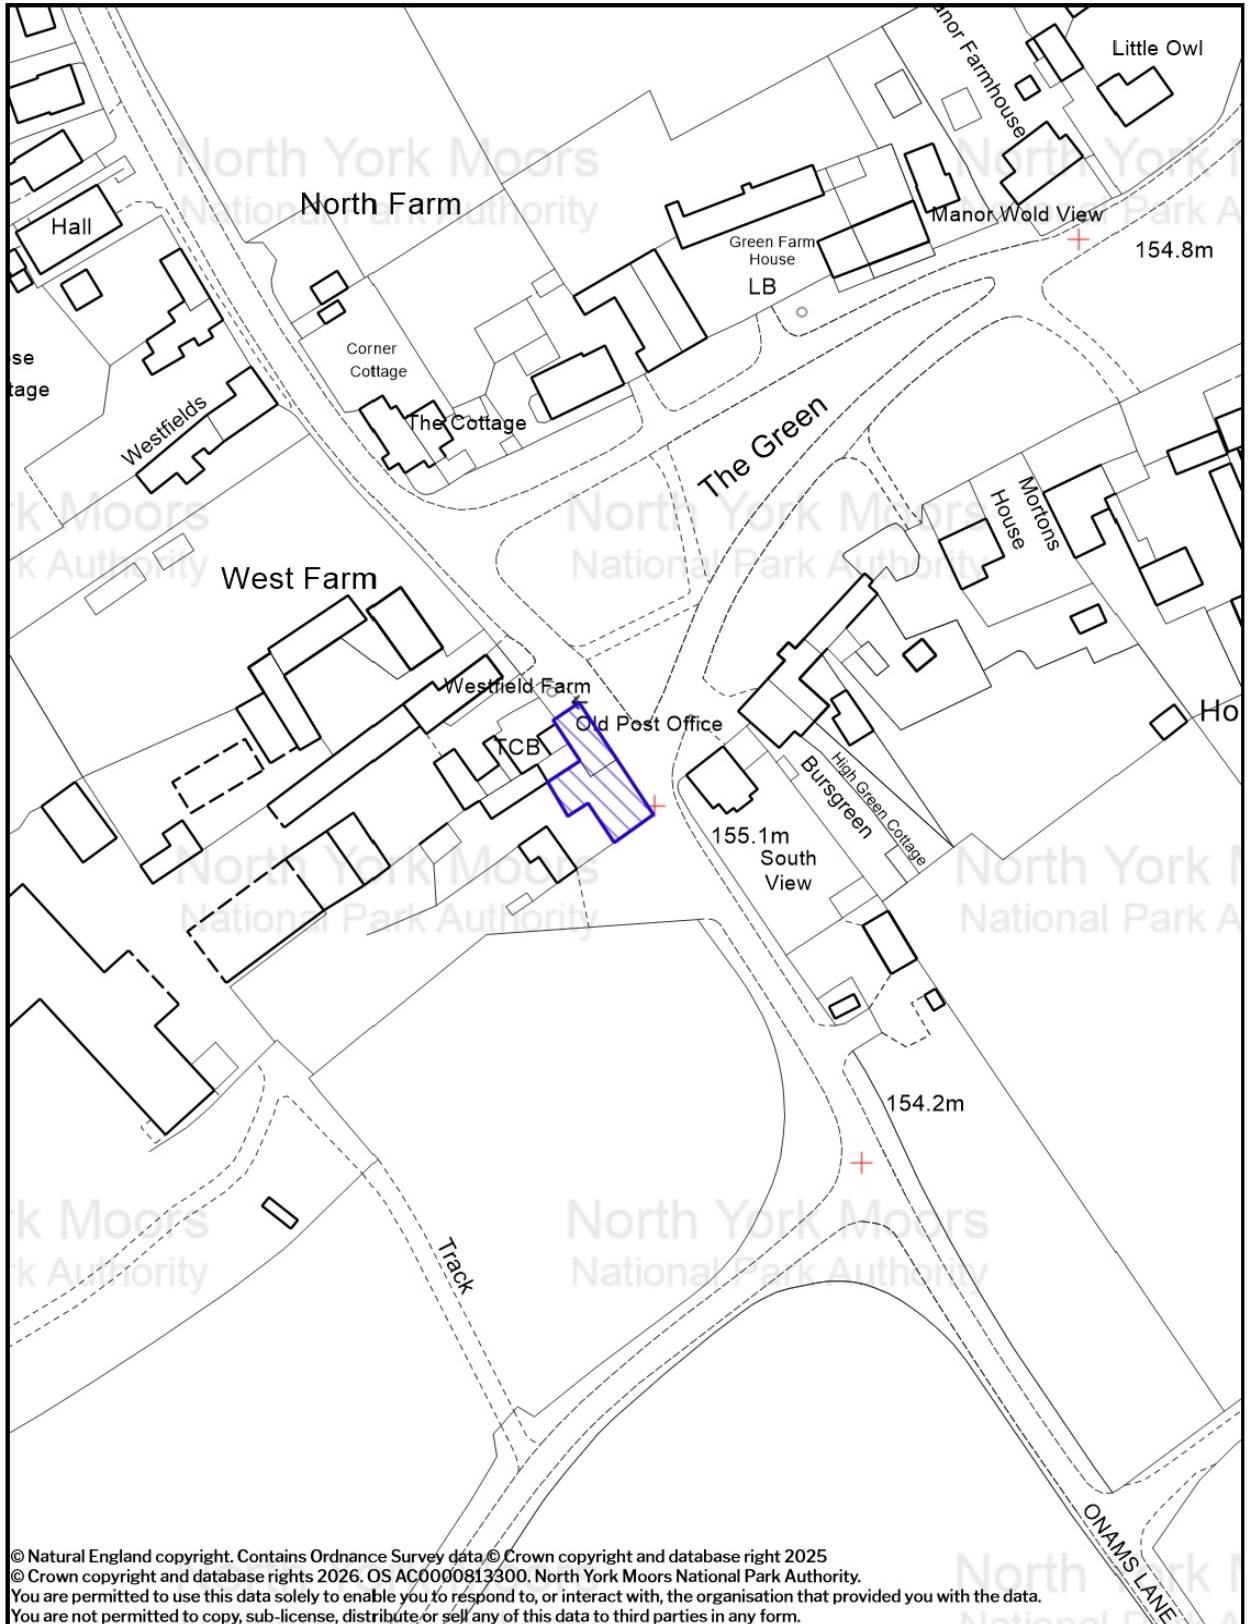 Little Owl
anor Farmhouse
North York Moors
National Park Authority
North York M
National Park A
North Farm
Hall
Manor Wold View
Green Farm
House
154.8m
LB
Corner
Cottage
se
tage
The Cottage
Westfields
The Green
Mortons
House
rk Moors
rk Authority
North York Moors
National Park Authority
West Farm
Westfield Farm
Old Post Office
TCB
Ho
High Green Cottage
Bursgreen
155.1m
South
View
North York Moors
National Park Authority
North York M
National Park A
154.2m
rk Moors
rk Authority
North York Moors
National Park Authority
Track
ONAMS LANE
© Natural England copyright. Contains Ordnance Survey data © Crown copyright and database right 2025
© Crown copyright and database rights 2026. OS AC0000813300. North York Moors National Park Authority.
You are permitted to use this data solely to enable you to respond to, or interact with, the organisation that provided you with the data.
You are not permitted to copy, sub-license, distribute or sell any of this data to third parties in any form.